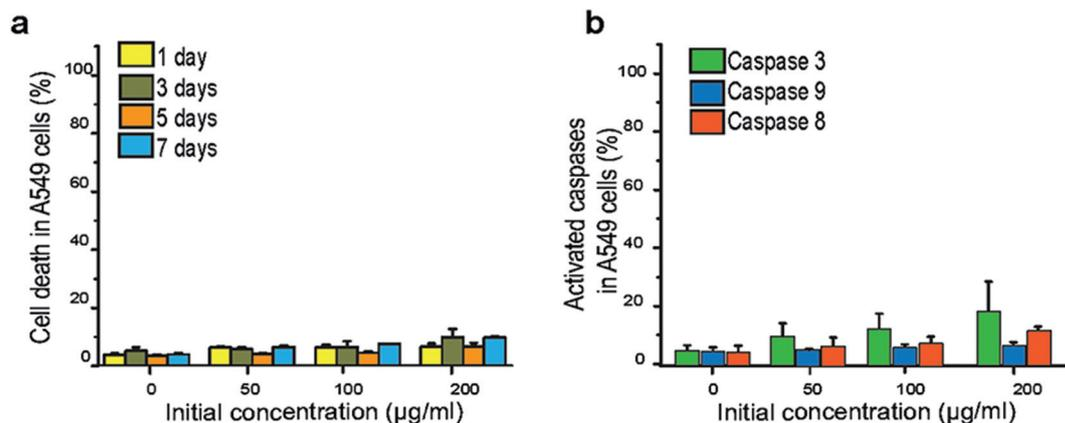 a
1 day
3 days
5 days
7 days
Cell death in A549 cells (%)
100
80
60
40
20
0
0 50 100 200
Initial concentration (μg/ml)
b
Caspase 3
Caspase 9
Caspase 8
Activated caspases
in A549 cells (%)
100
80
60
40
20
0
0 50 100 200
Initial concentration (μg/ml)